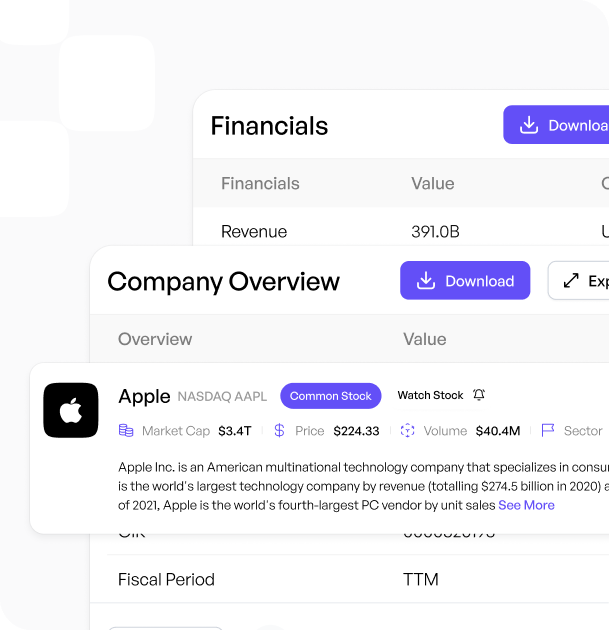 Financials
Downloa
Financials Value C
Revenue 391.0B U
Company Overview
Download
Exp
Overview Value
Apple NASDAQ AAPL Common Stock Watch Stock
Market Cap $3.4T Price $224.33 Volume $40.4M Sector
Apple Inc. is an American multinational technology company that specializes in consu
is the world's largest technology company by revenue (totalling $274.5 billion in 2020) a
of 2021, Apple is the world's fourth-largest PC vendor by unit sales See More
CIK 0000320193
Fiscal Period TTM